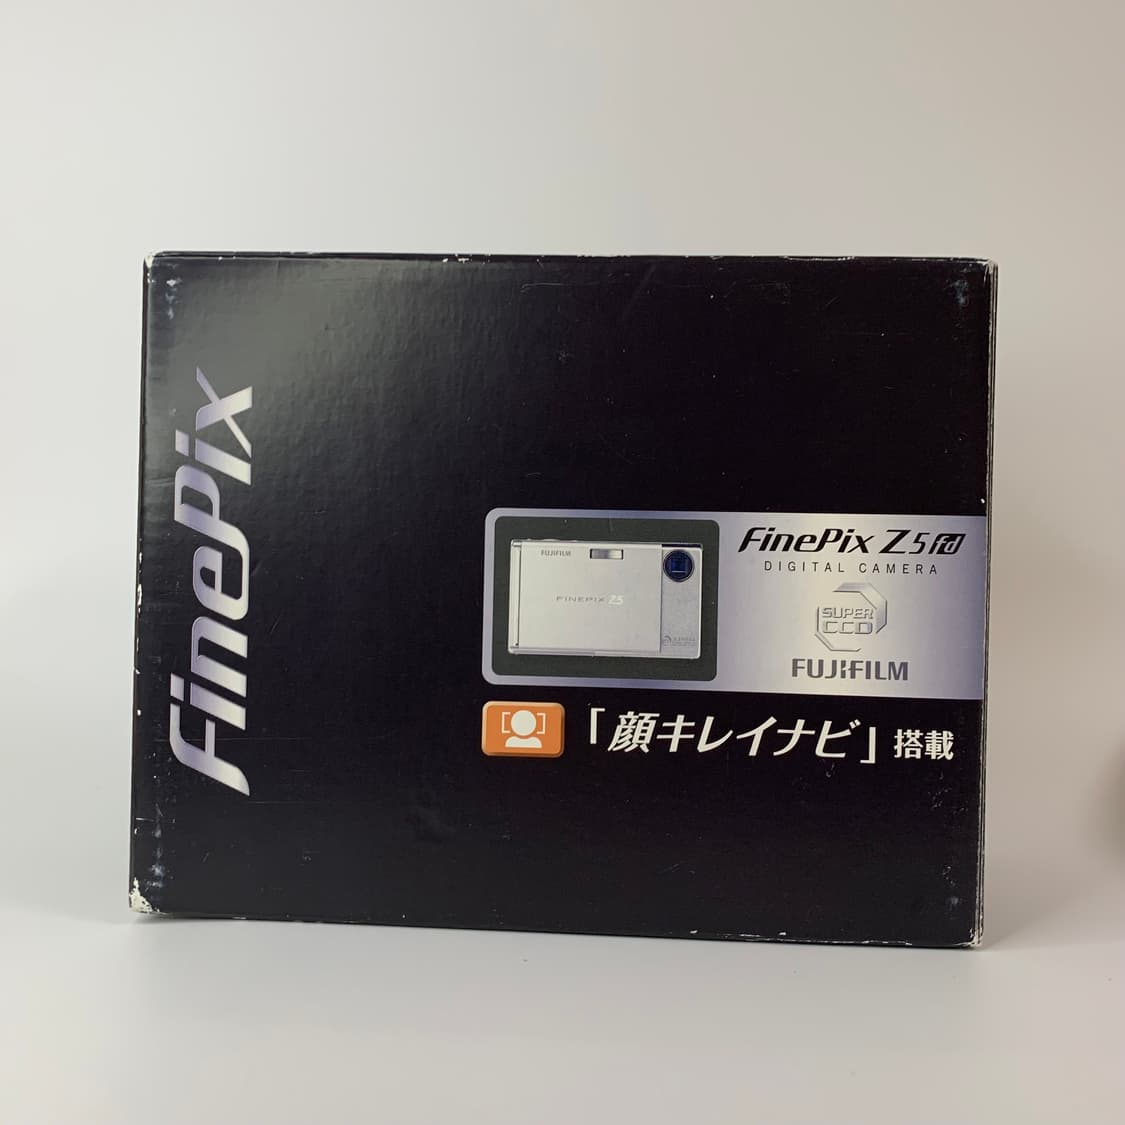 FinePix
FUJIFILM
FINEPIX Z5
FinePix Z5fd
DIGITAL CAMERA
SUPER
CCD
FUJIFILM
「顔キレイナビ」搭載